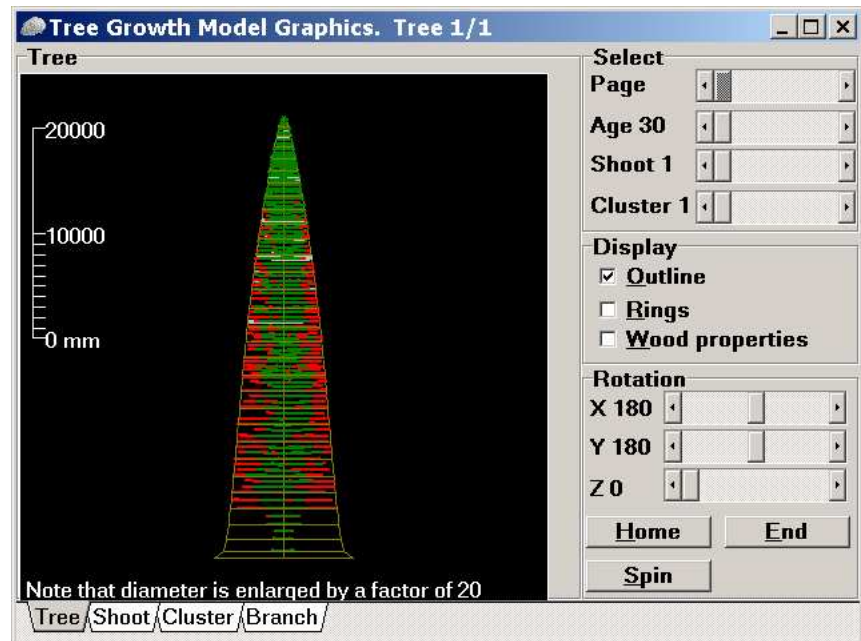 Tree Growth Model Graphics. Tree 1/1
Tree
20000
10000
0 mm
Note that diameter is enlarged by a factor of 20
Select
Page
Age 30
Shoot 1
Cluster 1
Display
Outline
Rings
Wood properties
Rotation
X 180
Y 180
Z 0
Home End
Spin
Tree Shoot Cluster Branch